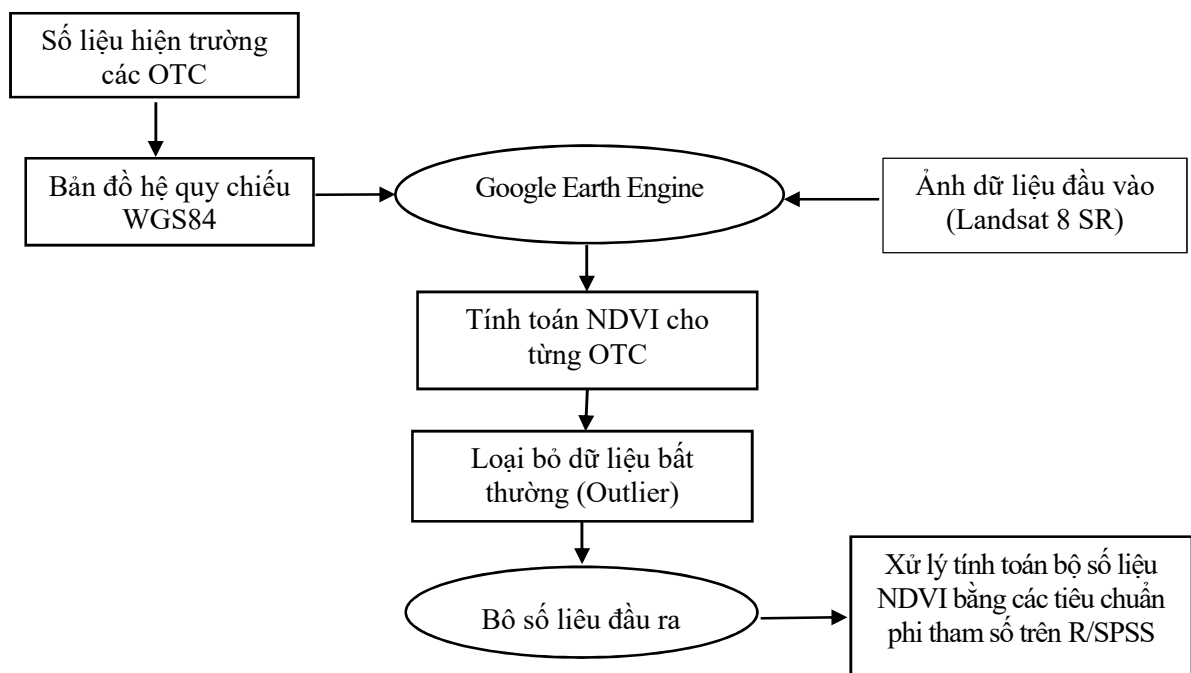 Số liệu hiện trường
các OTC
Bản đồ hệ quy chiếu
WGS84
Google Earth Engine
Ảnh dữ liệu đầu vào
(Landsat 8 SR)
Tính toán NDVI cho
từng OTC
Loại bỏ dữ liệu bất
thường (Outlier)
Bô số liêu đầu ra
Xử lý tính toán bộ số liệu
NDVI bằng các tiêu chuẩn
phi tham số trên R/SPSS